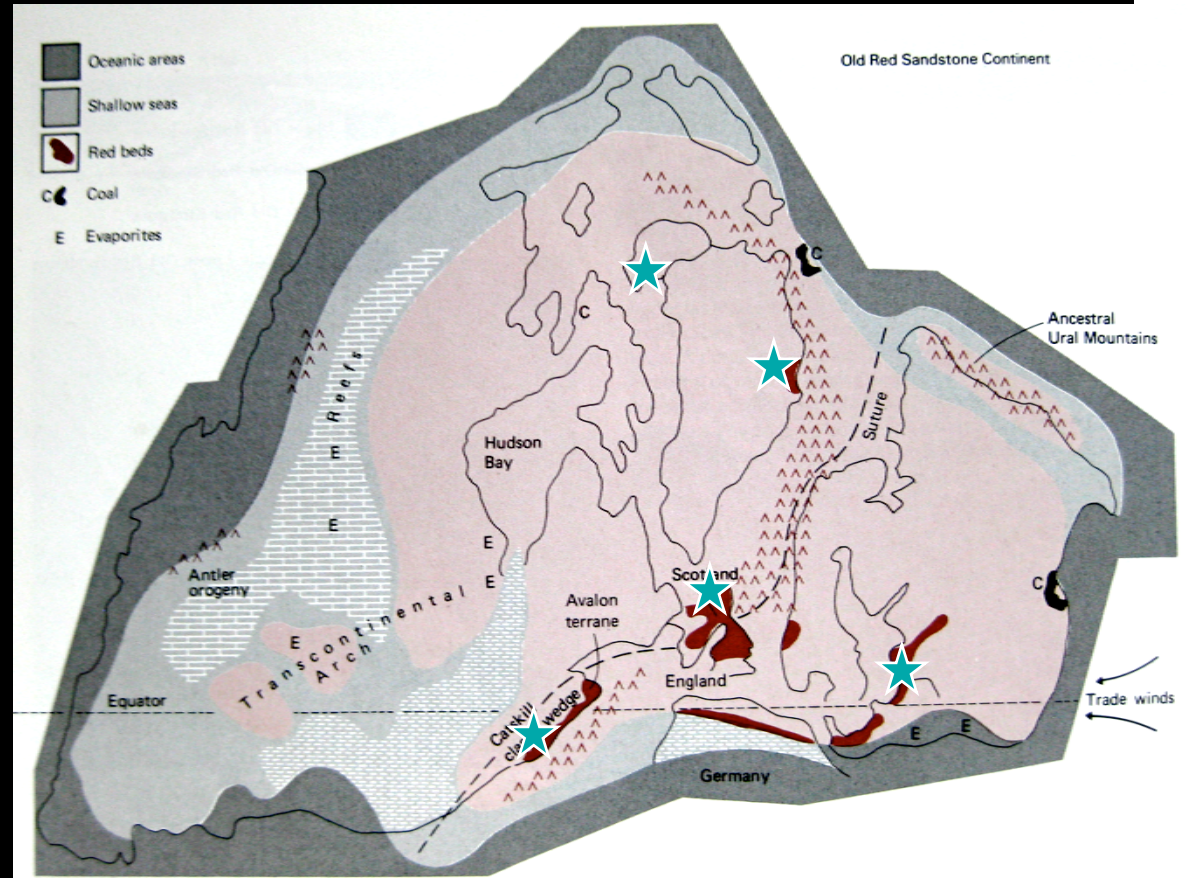 Old Red Sandstone Continent
Oceanic areas
Shallow seas
Red beds
C
Coal
E
Evaporites
C
C
Ancestral
Ural Mountains
Reefs
E
E
Suture
Hudson
Bay
E
E
Antler
orogeny
Scotland
C
Avalon
terrane
E
Transcontinental
Arch
England
Equator
Trade winds
Catskill
wedge
E
E
Germany